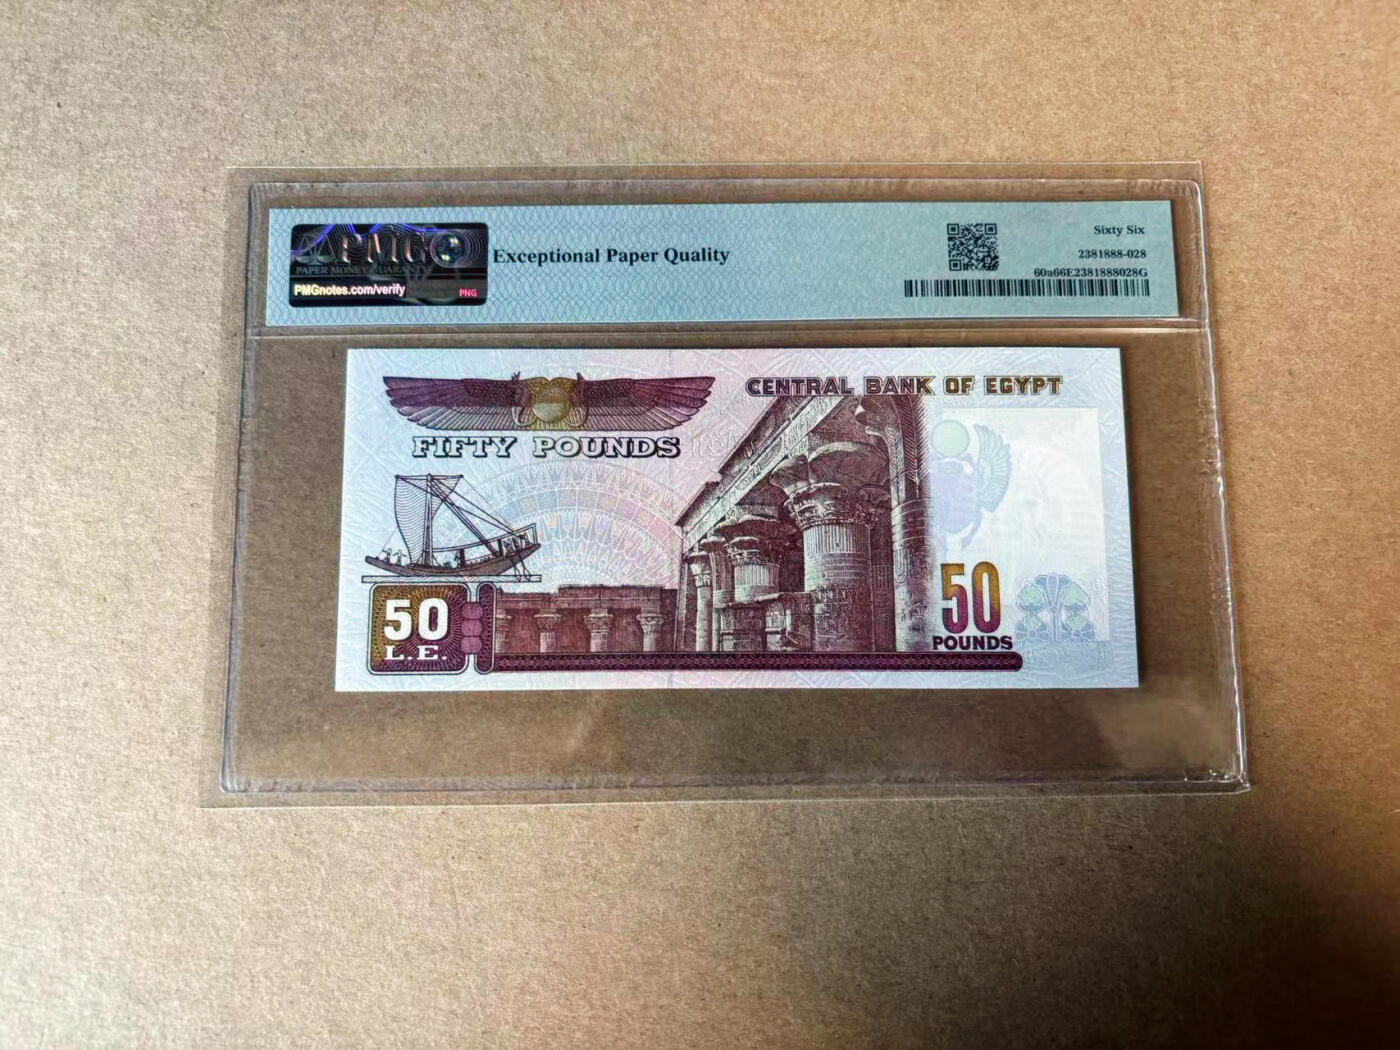 PMG
PAPER MONEY GUARANTY
PMGnotes.com/verify
PNG
Exceptional Paper Quality
Sixty Six
2381888-028
60a66E2381888028G
CENTRAL BANK OF EGYPT
FIFTY POUNDS
50
L.E.
50
POUNDS